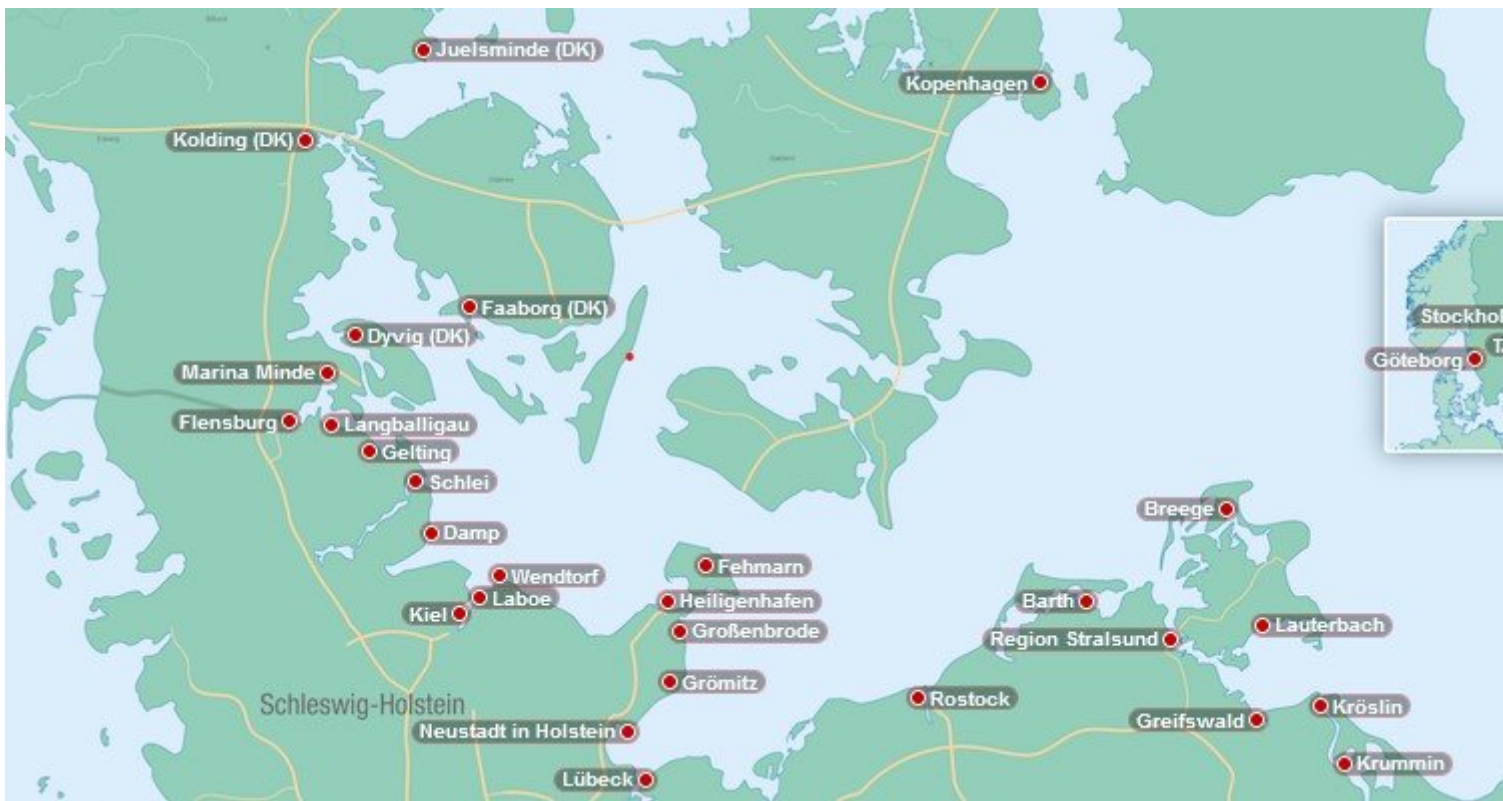 Juelsminde (DK)
Kopenhagen
Kolding (DK)
Faaborg (DK)
Stockhol
Dyvig (DK)
Göteborg
Marina Minde
Flensburg
Langballigau
Gelting
Schlei
Breege
Damp
Fehmarn
Wendtorf
Laboe
Heiligenhafen
Barth
Kiel
Lauterbach
Großenbrode
Region Stralsund
Grömitz
Schleswig-Holstein
Rostock
Kröslin
Greifswald
Neustadt in Holstein
Krummin
Lübeck